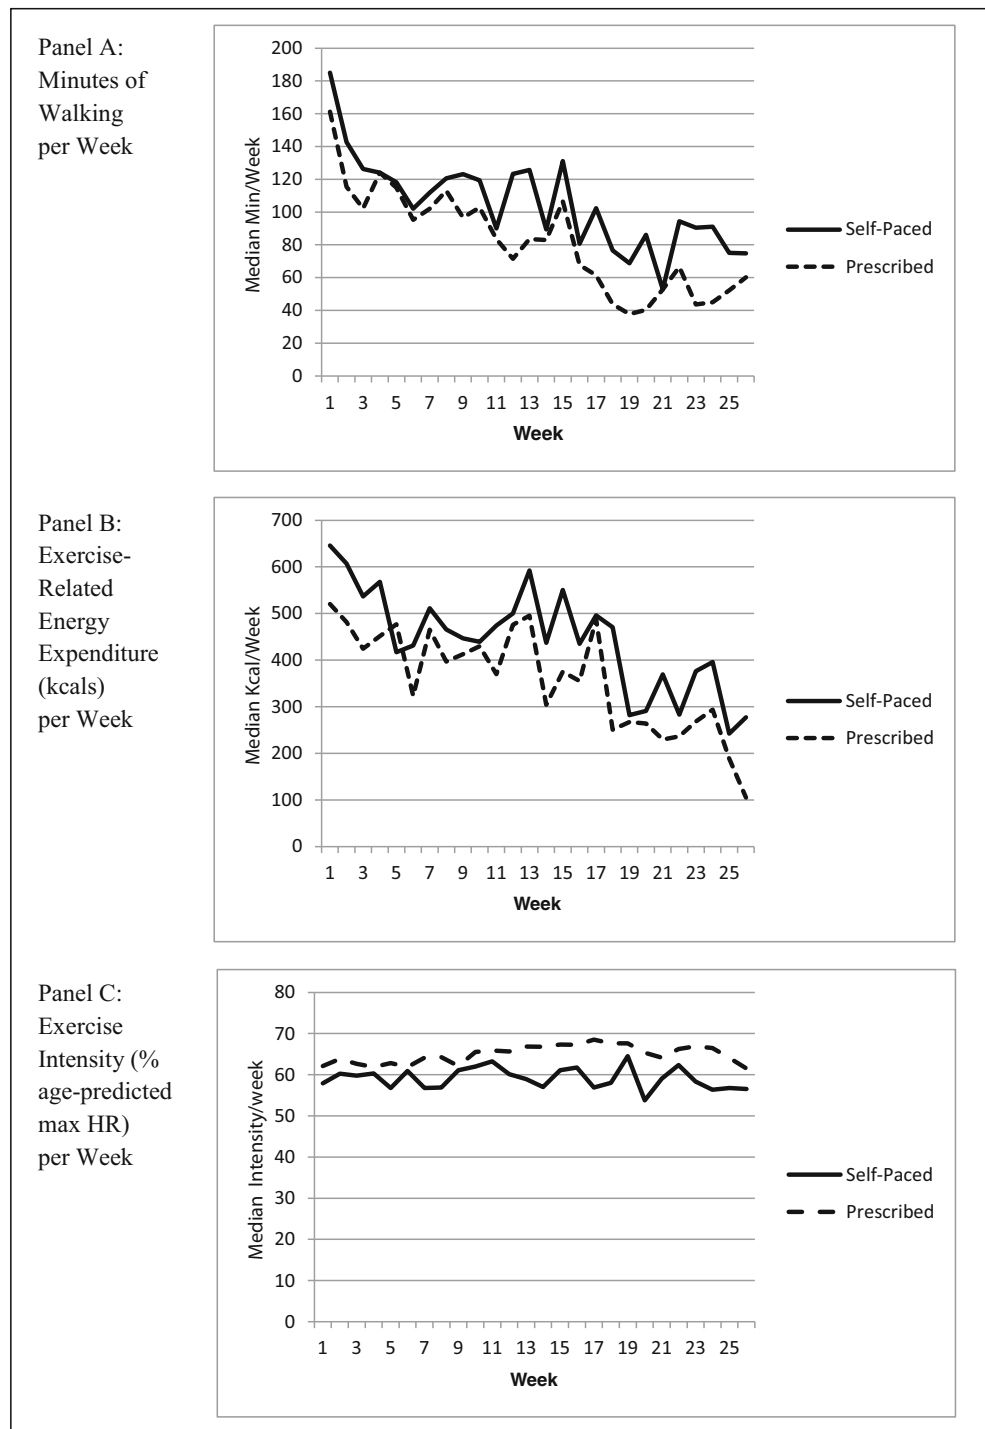 Panel A:
Minutes of
Walking
per Week
200
180
160
140
120
100
80
60
40
20
0
Median Min/Week
1 3 5 7 9 11 13 15 17 19 21 23 25
Week
Self-Paced
Prescribed
Panel B:
Exercise-
Related
Energy
Expenditure
(kcals)
per Week
700
600
500
400
300
200
100
0
Median Kcal/Week
1 3 5 7 9 11 13 15 17 19 21 23 25
Week
Self-Paced
Prescribed
Panel C:
Exercise
Intensity (%
age-predicted
max HR)
per Week
80
70
60
50
40
30
20
10
0
Median Intensity/week
1 3 5 7 9 11 13 15 17 19 21 23 25
Week
Self-Paced
Prescribed